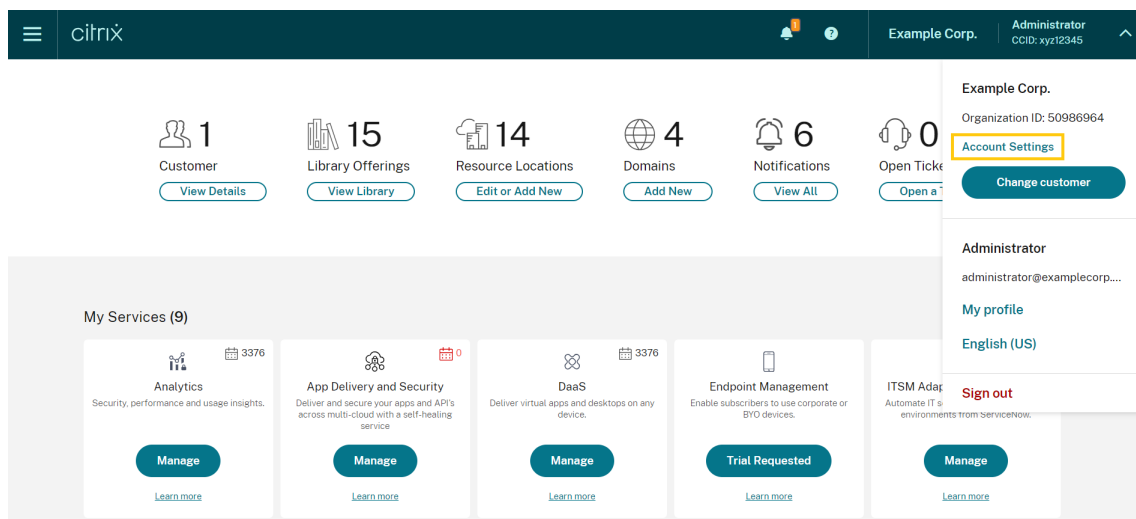 citrix
1
Example Corp.
Administrator
CCID: xyz12345
1
Customer
View Details
15
Library Offerings
View Library
14
Resource Locations
Edit or Add New
4
Domains
Add New
6
Notifications
View All
0
Open Ticke
Open a T
Example Corp.
Organization ID: 50986964
Account Settings
Change customer
Administrator
administrator@examplecorp....
My profile
English (US)
Sign out
My Services (9)
3376
Analytics
Security, performance and usage insights.
Manage
Learn more
0
App Delivery and Security
Deliver and secure your apps and API's
across multi-cloud with a self-healing
service
Manage
Learn more
3376
DaaS
Deliver virtual apps and desktops on any
device.
Manage
Learn more
Endpoint Management
Enable subscribers to use corporate or
BYO devices.
Trial Requested
Learn more
ITSM Adap
Automate IT s
environments from ServiceNow.
Manage
Learn more